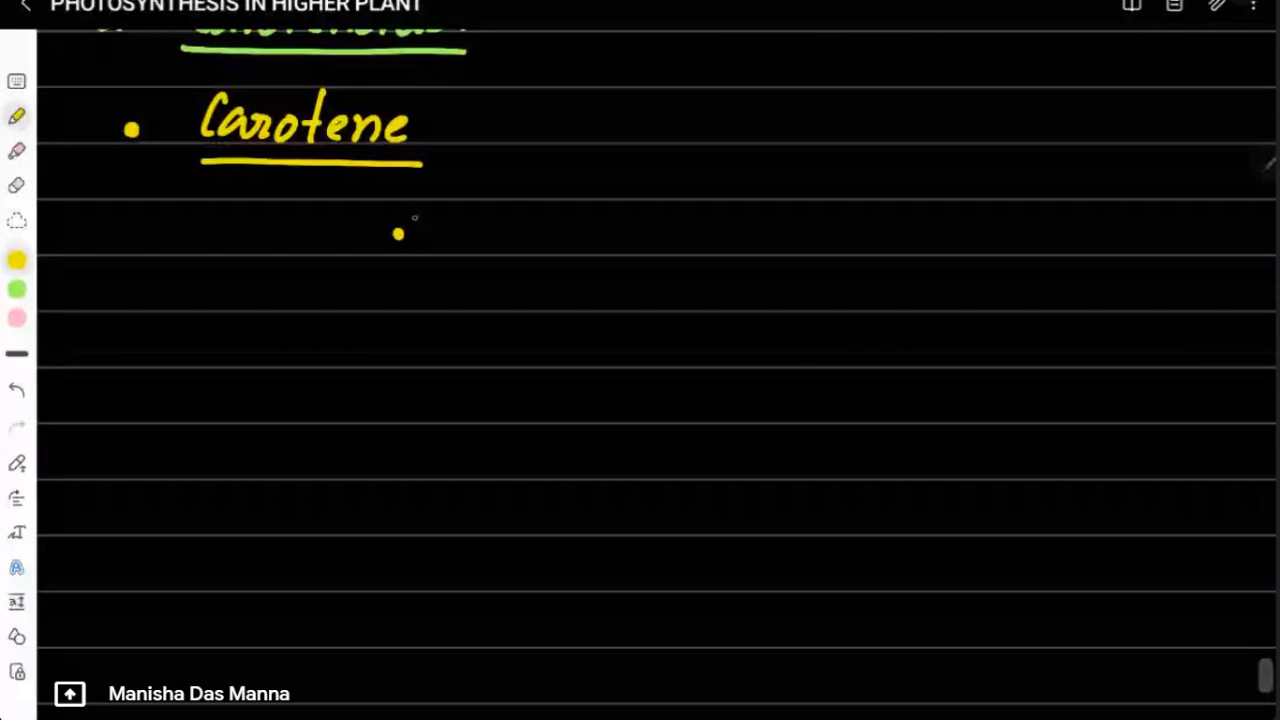 PHOTOSYNTHESIS IN HIGHER PLANT
• Carotene
•
Manisha Das Manna